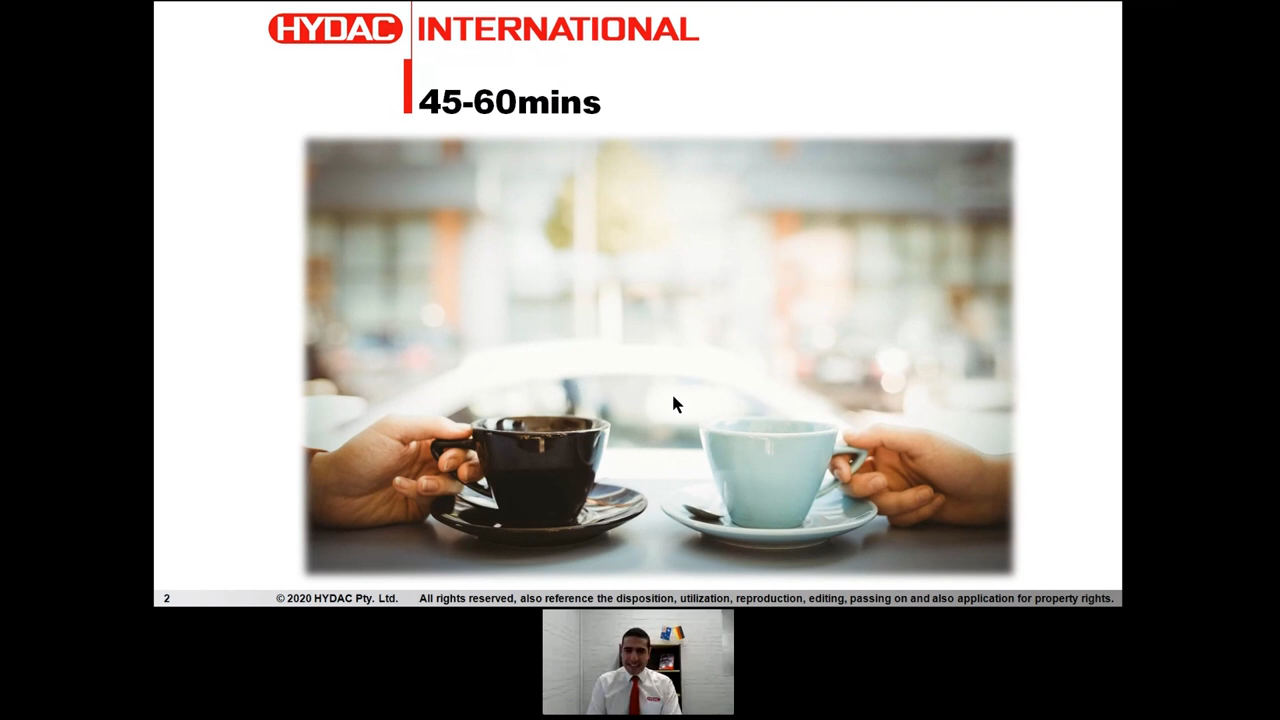 HYDAC INTERNATIONAL
45-60mins
2 © 2020 HYDAC Pty. Ltd. All rights reserved, also reference the disposition, utilization, reproduction, editing, passing on and also application for property rights.